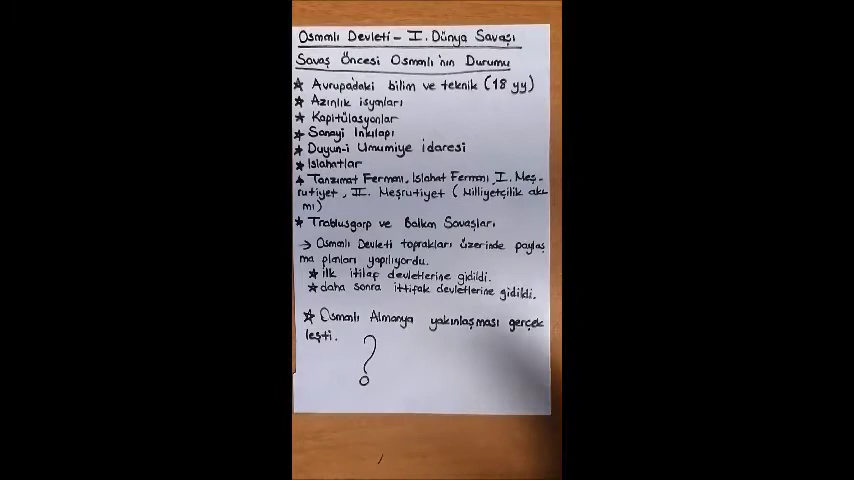 Osmanlı Devleti - I. Dünya Savaşı
Savaş Öncesi Osmanlı'nın Durumu
★ Avrupa'daki bilim ve teknik (18 yy)
★ Azınlık isyanları
★ Kapitülasyonlar
★ Sanayi İnkılapı
★ Duyun-i Umumiye idaresi
★ Islahatlar
★ Tanzimat Fermanı, Islahat Fermanı, I. Meş-
rutiyet, II. Meşrutiyet (Milliyetçilik akı
mı)
★ Trablusgarp ve Balkan Savaşları
→ Osmanlı Devleti toprakları üzerinde paylaş
ma planları yapılıyordu.
★ ilk itilaf devletlerine gidildi.
★ daha sonra ittifak devletlerine gidildi.
★ Osmanlı Almanya yakınlaşması gerçek
leşti.
?